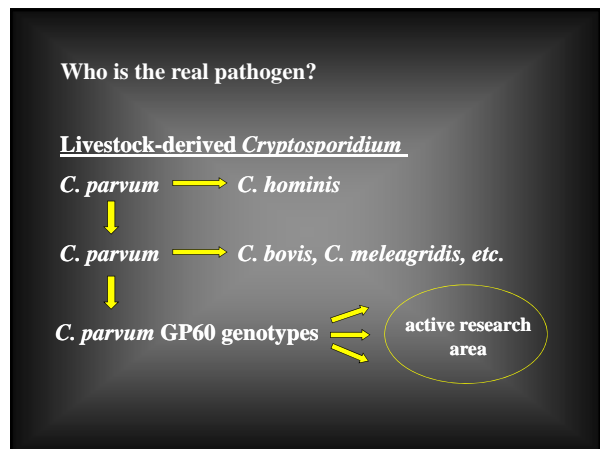 Who is the real pathogen?
Livestock-derived Cryptosporidium
C. parvum C. hominis
C. parvum C. bovis, C. meleagridis, etc.
C. parvum GP60 genotypes
active research
area